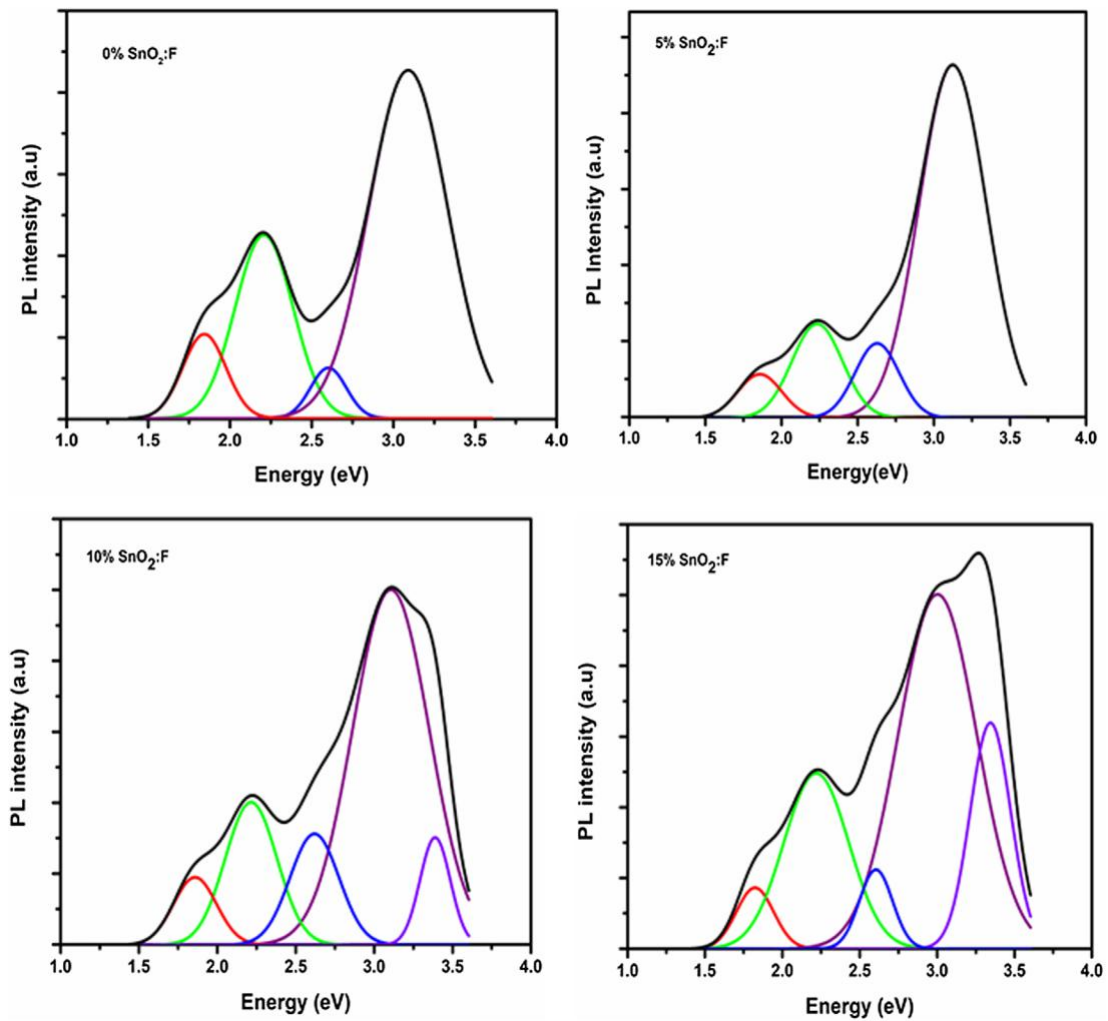 0% SnO₂:F
PL intensity (a.u)
1.0 1.5 2.0 2.5 3.0 3.5 4.0
Energy (eV)
5% SnO₂:F
PL Intensity (a.u)
1.0 1.5 2.0 2.5 3.0 3.5 4.0
Energy(eV)
10% SnO₂:F
PL intensity (a.u)
1.0 1.5 2.0 2.5 3.0 3.5 4.0
Energy (eV)
15% SnO₂:F
PL intensity (a.u)
1.0 1.5 2.0 2.5 3.0 3.5 4.0
Energy (eV)